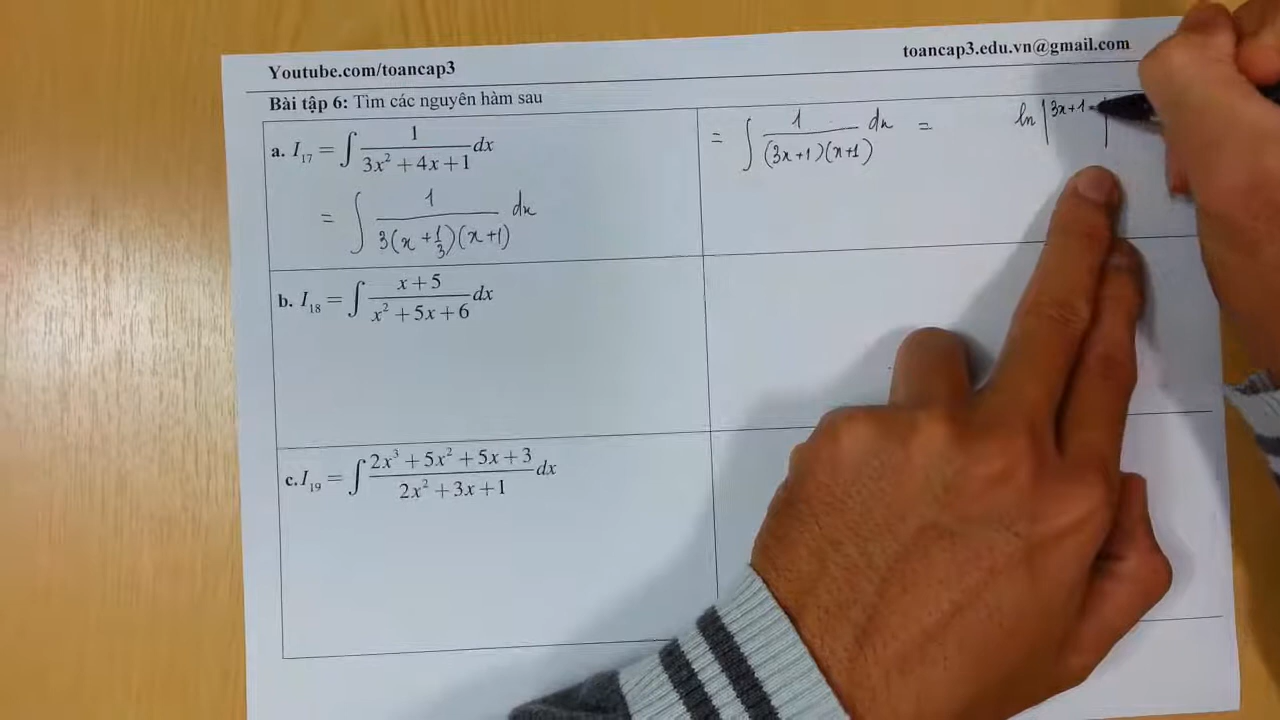 Youtube.com/toancap3
toancap3.edu.vn@gmail.com
Bài tập 6: Tìm các nguyên hàm sau
a. I₁₇ = ∫ 1/(3x² + 4x + 1) dx
= ∫ 1/(3(x + 1/3)(x+1)) dx
= ∫ 1/((3x+1)(x+1)) dx = ln |3x+1
b. I₁₈ = ∫ (x + 5)/(x² + 5x + 6) dx
c. I₁₉ = ∫ (2x³ + 5x² + 5x + 3)/(2x² + 3x + 1) dx